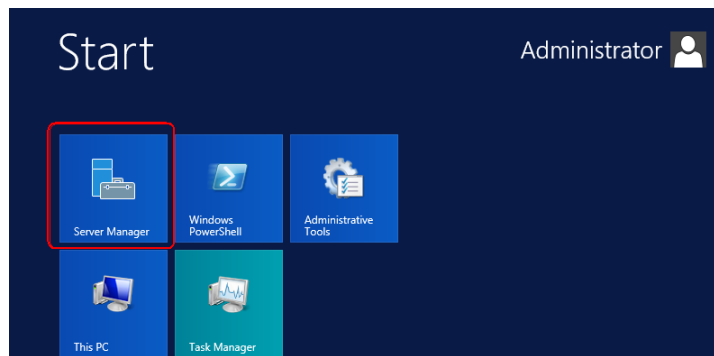 Start
Administrator
Server Manager
Windows
PowerShell
Administrative
Tools
This PC
Task Manager